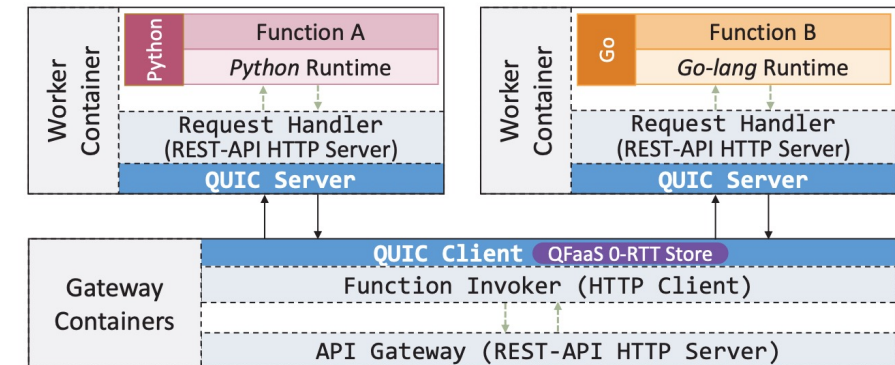 Worker
Container
Python
Function A
Python Runtime
Request Handler
(REST-API HTTP Server)
QUIC Server
Worker
Container
Go
Function B
Go-lang Runtime
Request Handler
(REST-API HTTP Server)
QUIC Server
Gateway
Containers
QUIC Client QFaaS 0-RTT Store
Function Invoker (HTTP Client)
API Gateway (REST-API HTTP Server)